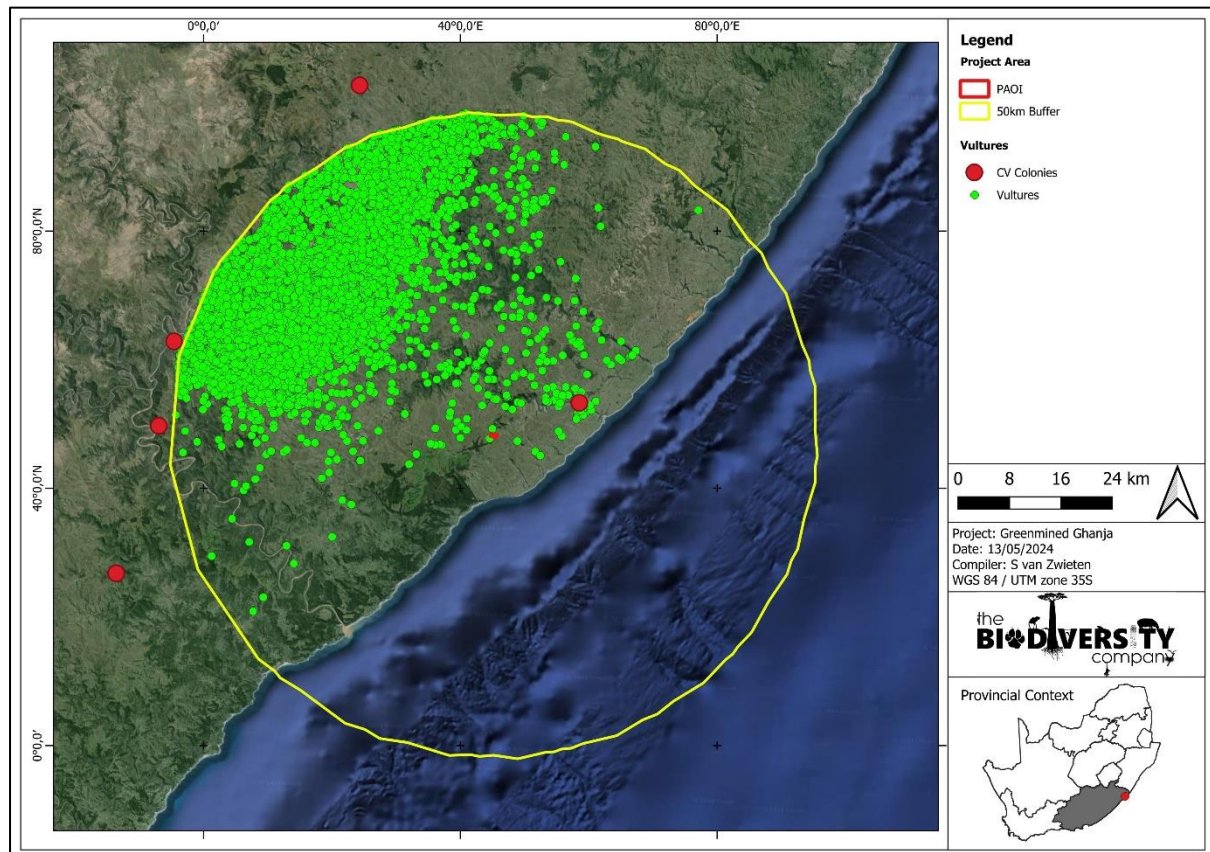 0°0,0'
40°0,0'E
80°0,0'E
80°0,0'N
40°0,0'N
0°0,0'
Legend
Project Area
PAOI
50km Buffer
Vultures
CV Colonies
Vultures
0 8 16 24 km
Project: Greenmined Ghanja
Date: 13/05/2024
Compiler: S van Zwieten
WGS 84 / UTM zone 35S
the
BIODIVERSITY
company
Provincial Context